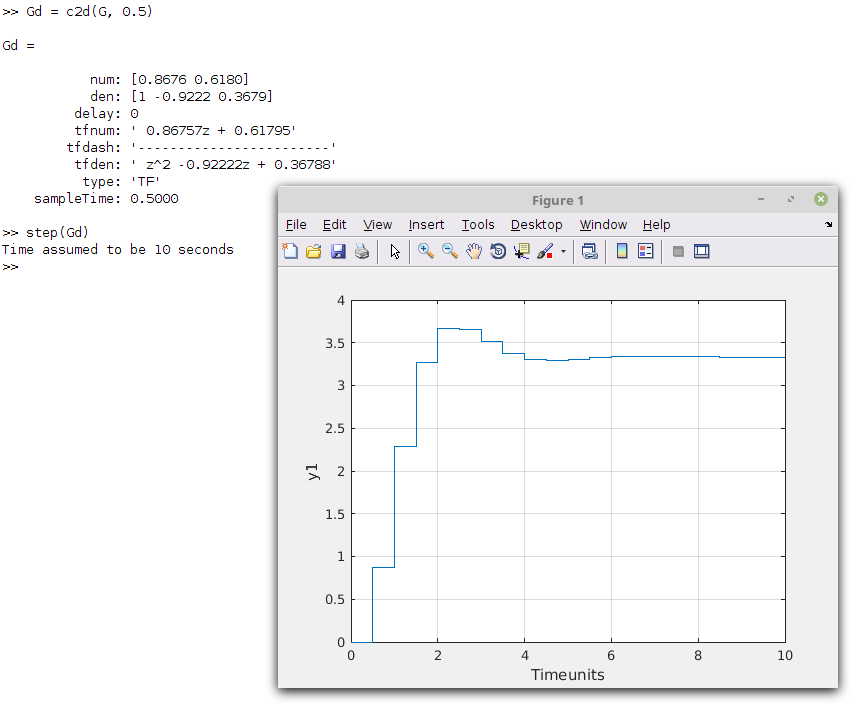 >> Gd = c2d(G, 0.5)
Gd =
num: [0.8676 0.6180]
den: [1 -0.9222 0.3679]
delay: 0
tfnum: ' 0.86757z + 0.61795'
tfdash: '------------------------'
tfden: ' z^2 -0.92222z + 0.36788'
type: 'TF'
sampleTime: 0.5000
>> step(Gd)
Time assumed to be 10 seconds
>>
Figure 1
File Edit View Insert Tools Desktop Window Help
4
3.5
3
2.5
2
1.5
1
0.5
0
y1
0 2 4 6 8 10
Timeunits